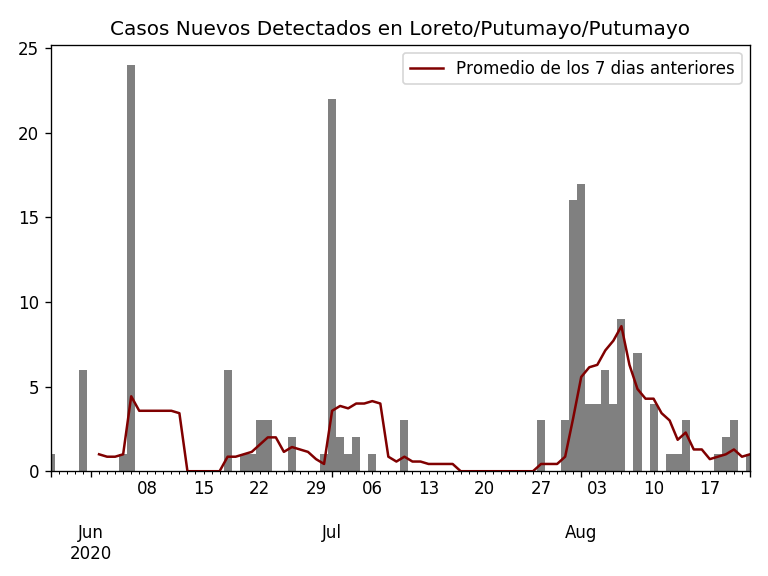 Casos Nuevos Detectados en Loreto/Putumayo/Putumayo
Promedio de los 7 dias anteriores
25
20
15
10
5
0
08 15 22 29 06 13 20 27 03 10 17
Jun Jul Aug
2020